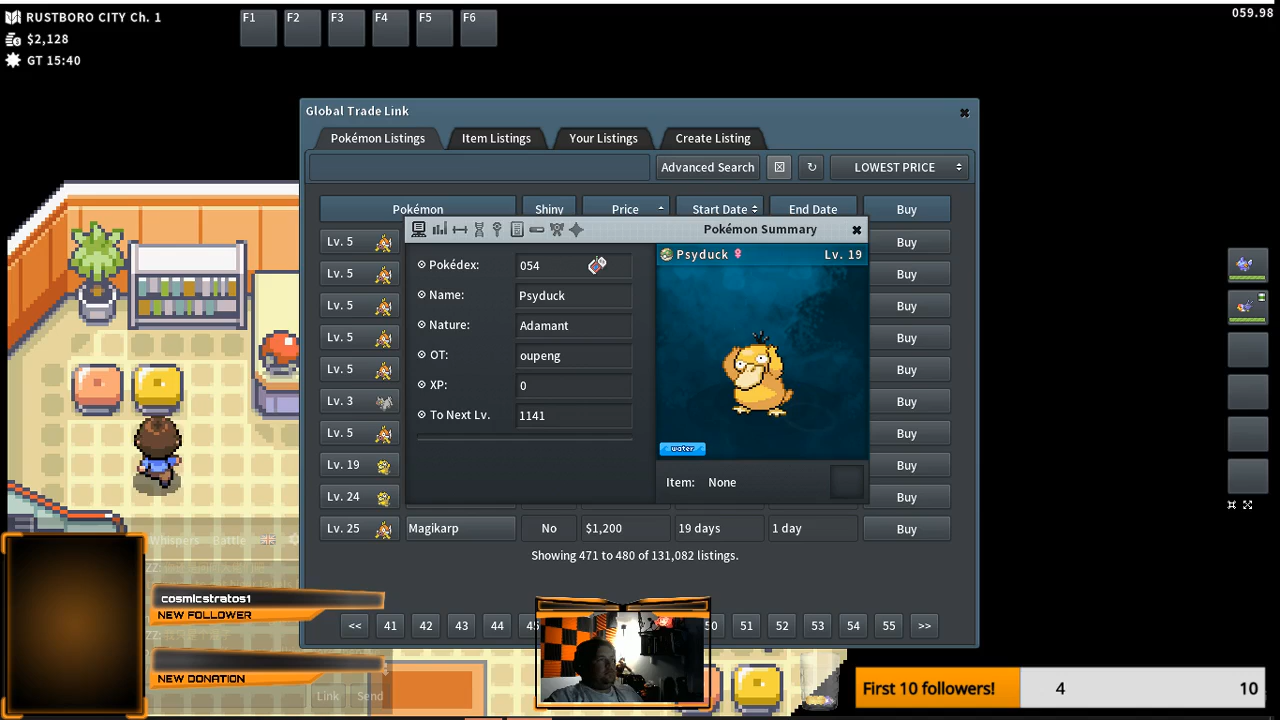 RUSTBORO CITY Ch. 1
$2,128
GT 15:40
F1 F2 F3 F4 F5 F6
059.98
Global Trade Link
Pokémon Listings Item Listings Your Listings Create Listing
Advanced Search LOWEST PRICE
Pokémon Shiny Price Start Date End Date Buy
Pokémon Summary
Lv. 5 Buy
Psyduck Lv. 19
Pokédex: 054
Lv. 5 Buy
Name: Psyduck
Lv. 5 Buy
Nature: Adamant
Lv. 5 Buy
OT: oupeng
Lv. 5 Buy
XP: 0
Lv. 3 Buy
To Next Lv. 1141
Lv. 5 Buy
water
Lv. 19 Buy
Item: None
Lv. 24 Buy
Lv. 25 Magikarp No $1,200 19 days 1 day Buy
Showing 471 to 480 of 131,082 listings.
Whispers Battle
<< 41 42 43 44 51 52 53 54 55 >>
cosmicstratos1
NEW FOLLOWER
NEW DONATION
Link Send
First 10 followers! 4 10